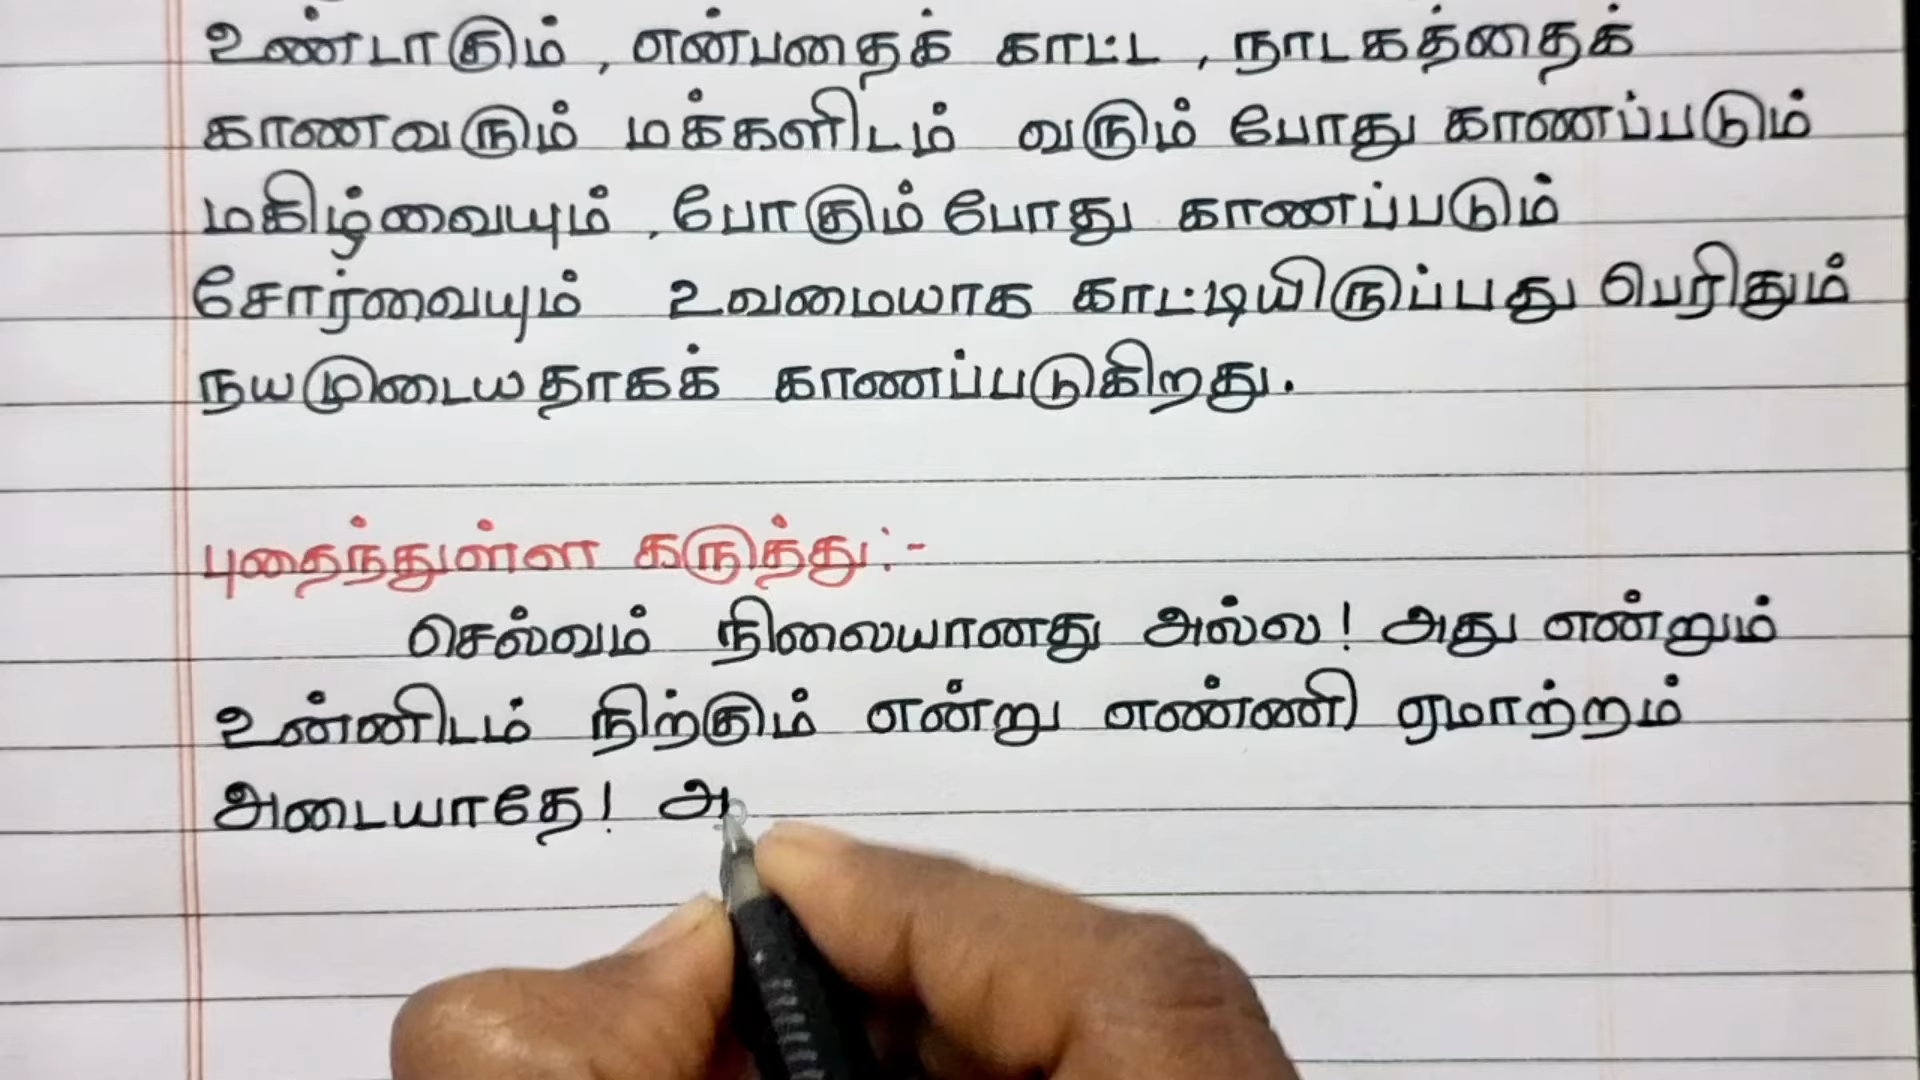 உண்டாகும், என்பதைக் காட்ட, நாடகத்தைக்
காணவரும் மக்களிடம் வரும் போது காணப்படும்
மகிழ்வையும், போகும் போது காணப்படும்
சோர்வையும் உவமையாக காட்டியிருப்பது பெரிதும்
நயமுடையதாகக் காணப்படுகிறது.
புதைந்துள்ள கருத்து:-
செல்வம் நிலையானது அல்ல! அது என்றும்
உன்னிடம் நிற்கும் என்று எண்ணி ஏமாற்றம்
அடையாதே! அ